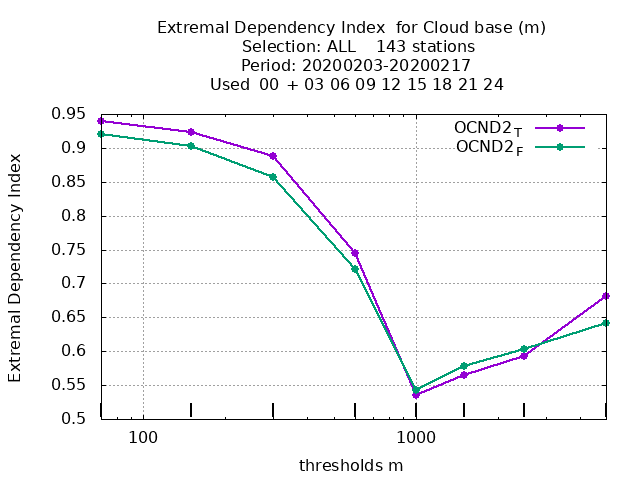 Extremal Dependency Index  for Cloud base (m)
Selection: ALL    143 stations
Period: 20200203-20200217
Used  00 + 03 06 09 12 15 18 21 24
OCND2T
OCND2F
0.95
0.9
0.85
0.8
0.75
0.7
0.65
0.6
0.55
0.5
Extremal Dependency Index
100
1000
thresholds m